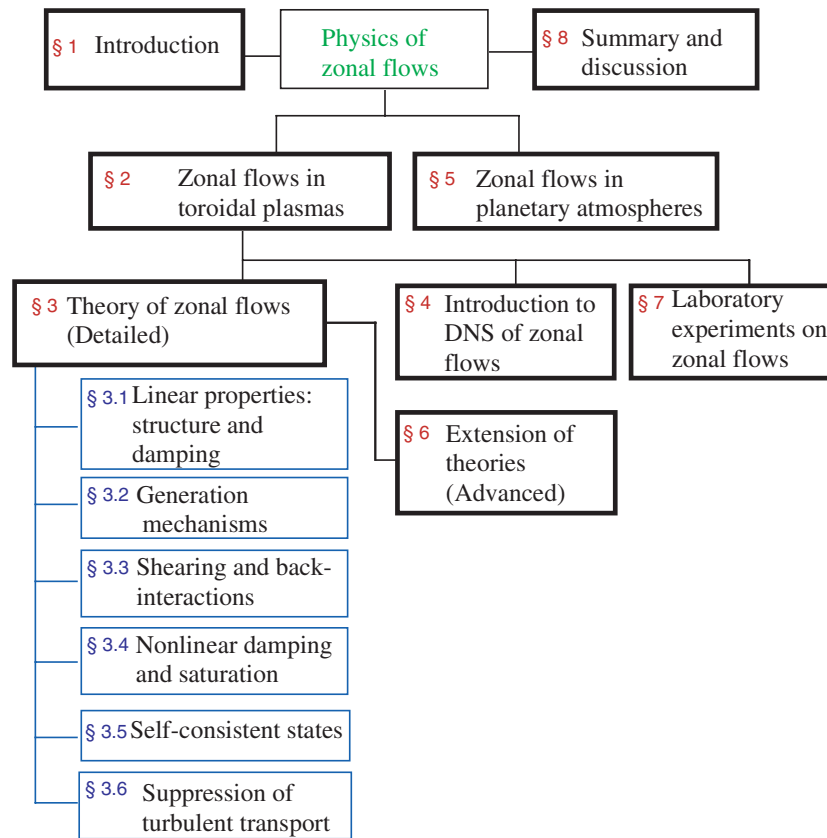 § 1 Introduction
Physics of
zonal flows
§ 8 Summary and
discussion
§ 2 Zonal flows in
toroidal plasmas
§ 5 Zonal flows in
planetary atmospheres
§ 3 Theory of zonal flows
(Detailed)
§ 4 Introduction to
DNS of zonal
flows
§ 7 Laboratory
experiments on
zonal flows
§ 3.1 Linear properties:
structure and
damping
§ 6 Extension of
theories
(Advanced)
§ 3.2 Generation
mechanisms
§ 3.3 Shearing and back-
interactions
§ 3.4 Nonlinear damping
and saturation
§ 3.5 Self-consistent states
§ 3.6 Suppression of
turbulent transport